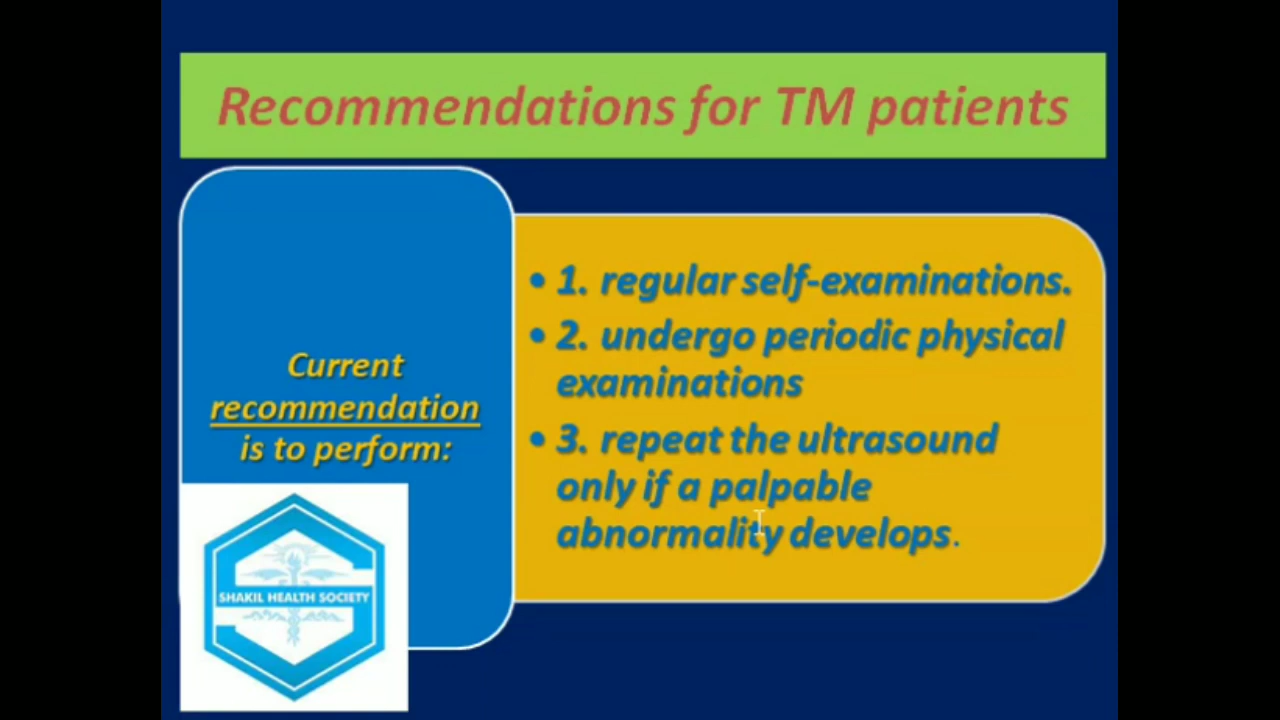 Recommendations for TM patients
Current
recommendation
is to perform:
• 1. regular self-examinations.
• 2. undergo periodic physical
examinations
• 3. repeat the ultrasound
only if a palpable
abnormality develops.
SHAKIL HEALTH SOCIETY